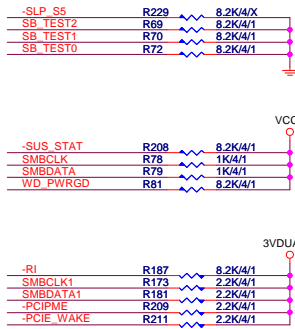 -SLP_S5 R229 8.2K/4/X
SB_TEST2 R69 8.2K/4/1
SB_TEST1 R70 8.2K/4/1
SB_TEST0 R72 8.2K/4/1
VCC
-SUS_STAT R208 8.2K/4/1
SMBCLK R78 1K/4/1
SMBDATA R79 1K/4/1
WD_PWRGD R81 8.2K/4/1
3VDUA
-RI R187 8.2K/4/1
SMBCLK1 R173 2.2K/4/1
SMBDATA1 R181 2.2K/4/1
-PCIPME R209 2.2K/4/1
-PCIE_WAKE R211 2.2K/4/1